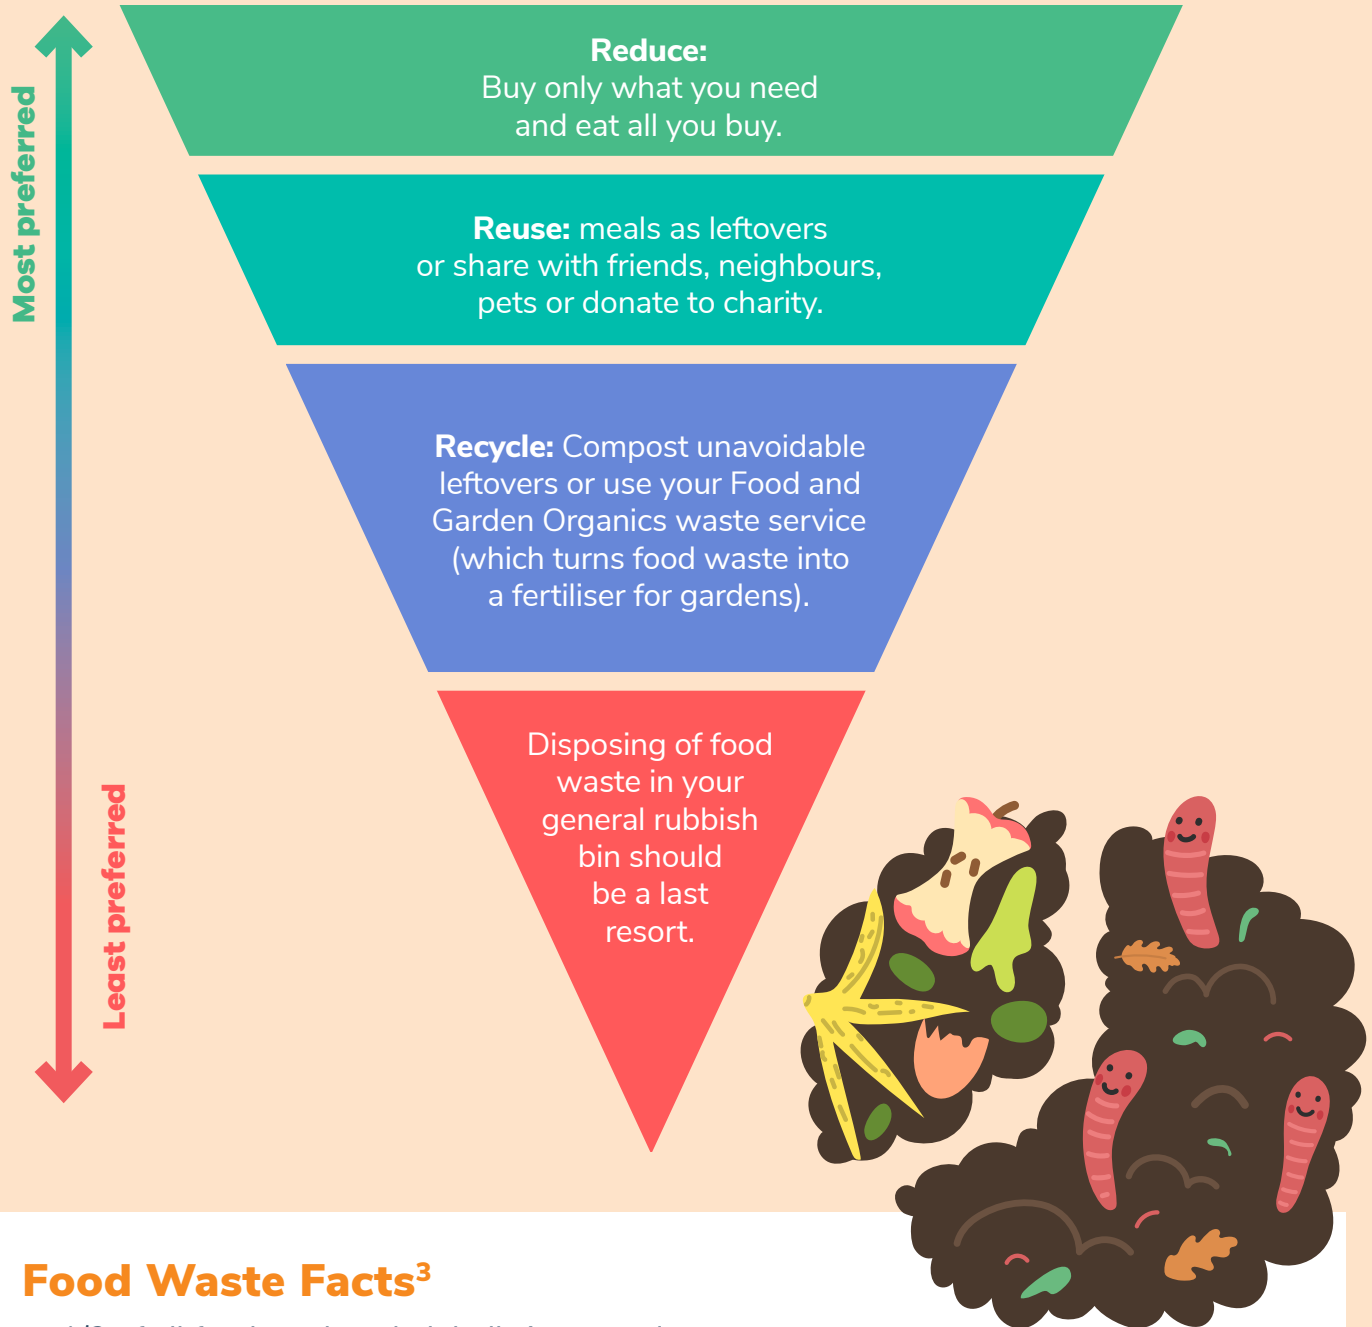 Most preferred
Reduce:
Buy only what you need
and eat all you buy.
Reuse: meals as leftovers
or share with friends, neighbours,
pets or donate to charity.
Recycle: Compost unavoidable
leftovers or use your Food and
Garden Organics waste service
(which turns food waste into
a fertiliser for gardens).
Least preferred
Disposing of food
waste in your
general rubbish
bin should
be a last
resort.
Food Waste Facts³